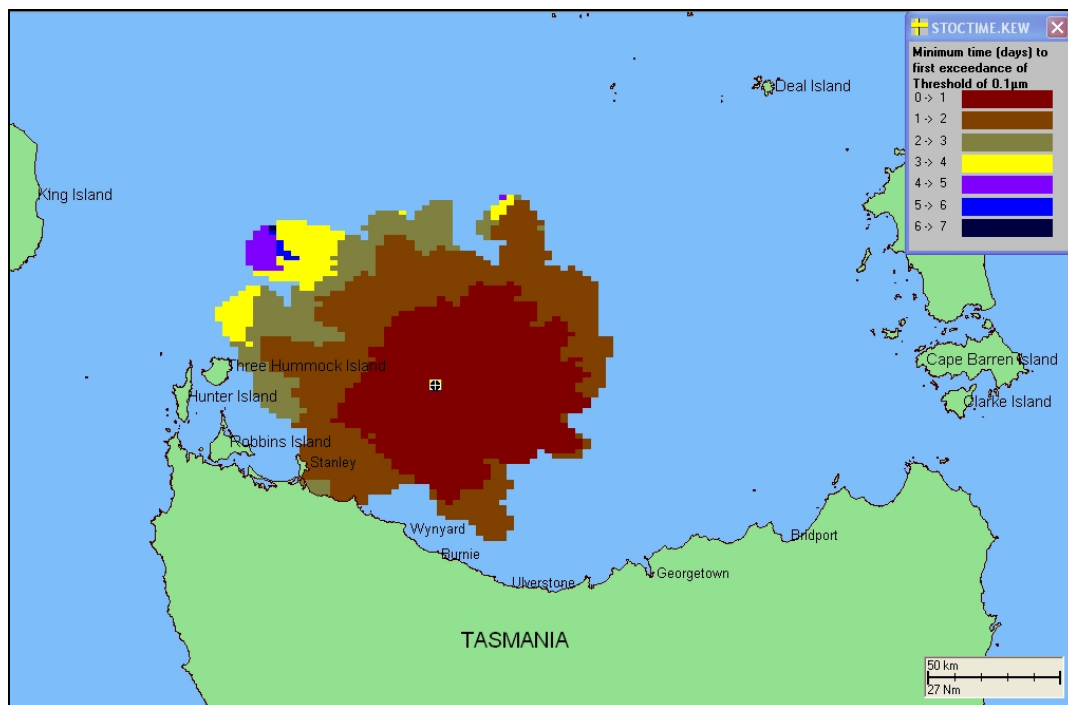 STOCTIME.KEW
Minimum time (days) to
first exceedance of
Threshold of 0.1µm
0 -> 1
1 -> 2
2 -> 3
3 -> 4
4 -> 5
5 -> 6
6 -> 7
Deal Island
King Island
Three Hummock Island
Cape Barren Island
Hunter Island
Clarke Island
Robbins Island
Stanley
Wynyard
Bridport
Burnie
Georgetown
Ulverstone
TASMANIA
50 km
27 Nm